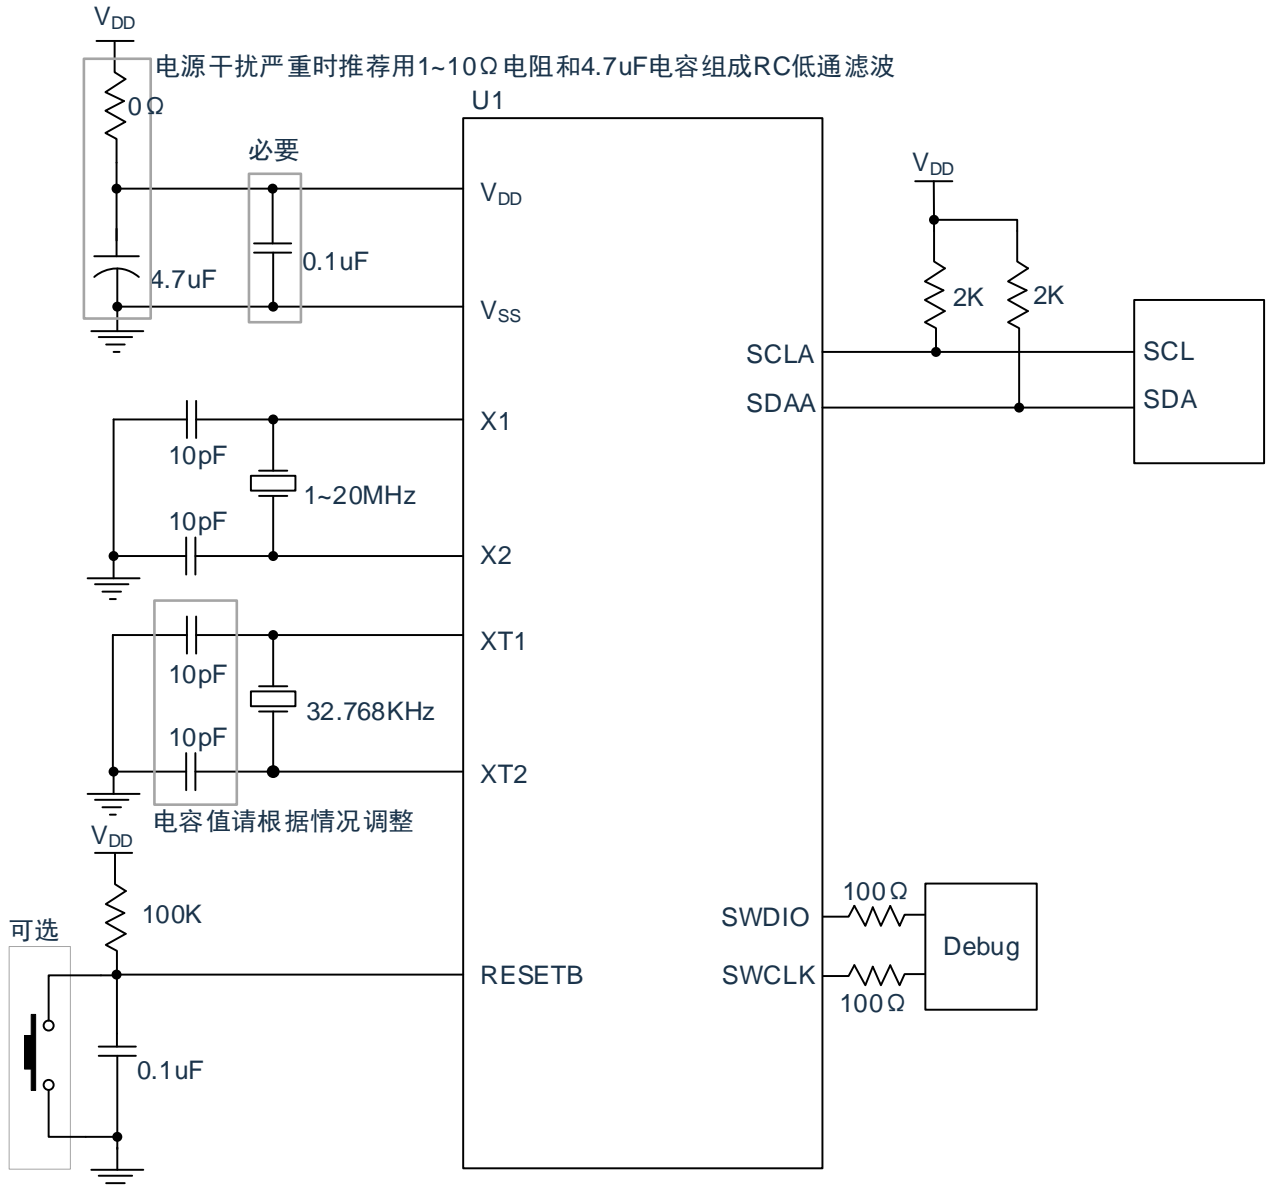 VDD
电源干扰严重时推荐用1~10Ω电阻和4.7uF电容组成RC低通滤波
0Ω
4.7uF
必要
0.1uF
U1
VDD
VSS
X1
X2
XT1
XT2
RESETB
10pF
1~20MHz
10pF
10pF
32.768KHz
10pF
电容值请根据情况调整
VDD
100K
可选
0.1uF
SCLA
SDAA
SWDIO
SWCLK
VDD
2K
2K
SCL
SDA
100Ω
100Ω
Debug